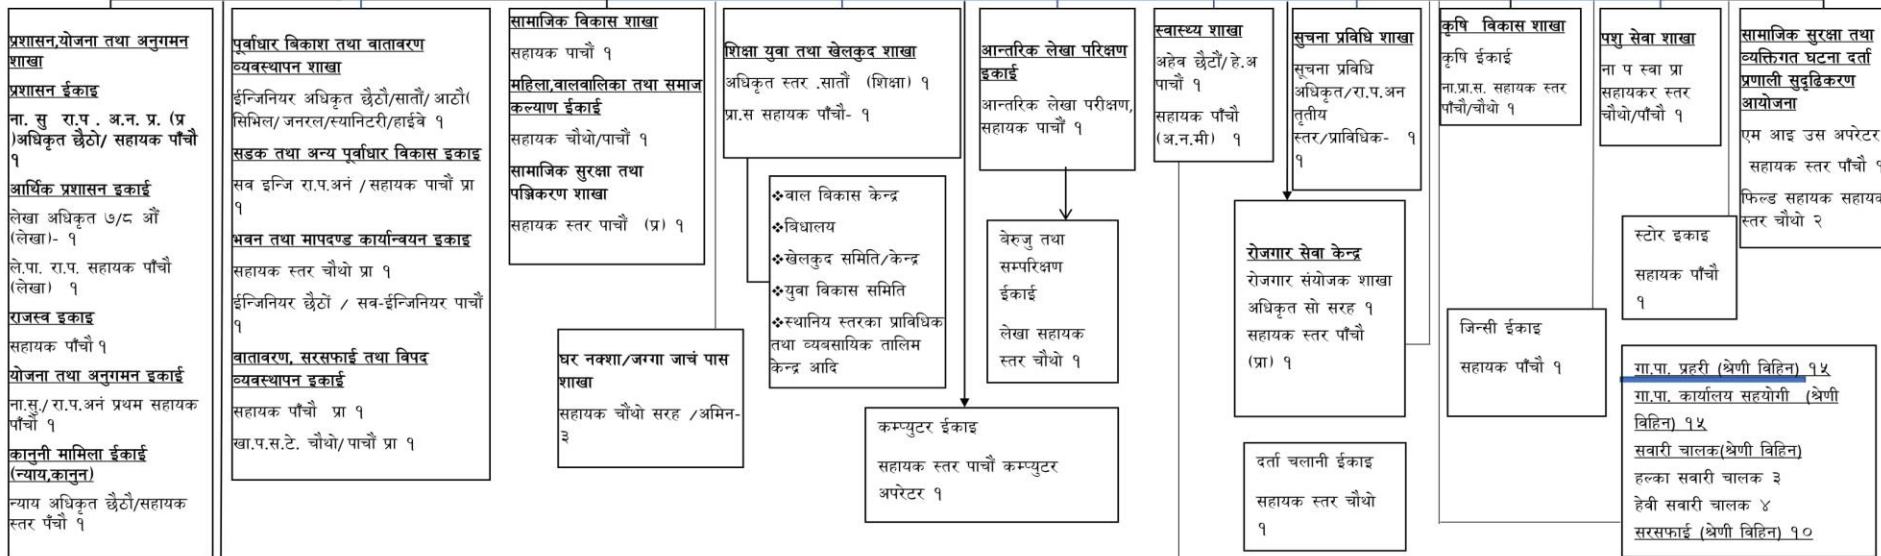 प्रशासन,योजना तथा अनुगमन
शाखा
प्रशासन ईकाइ
ना. सु रा.प . अ.न. प्र. (प्र
)अधिकृत छैठो/ सहायक पाँचौ
१
आर्थिक प्रशासन इकाई
लेखा अधिकृत ७/८ औं
(लेखा)- १
ले.पा. रा.प. सहायक पाँचौ
(लेखा) १
राजस्व इकाइ
सहायक पाँचौ १
योजना तथा अनुगमन इकाई
ना.सु./ रा.प.अनं प्रथम सहायक
पाँचौ १
कानुनी मामिला ईकाई
(न्याय,कानुन)
न्याय अधिकृत छैठौ/सहायक
स्तर पँचौ १
पूर्वाधार बिकाश तथा वातावरण
व्यवस्थापन शाखा
ईन्जिनियर अधिकृत छैठौ/सातौं/ आठौ(
सिभिल/ जनरल/स्यानिटरी/हाईवे १
सडक तथा अन्य पूर्वाधार विकास इकाइ
सव इन्जि रा.प.अनं / सहायक पाचौ प्रा
१
भवन तथा मापदण्ड कार्यान्वयन इकाइ
सहायक स्तर चौथो प्रा १
ईन्जिनियर छैठों / सव-ईन्जिनियर पाचौं
१
वातावरण, सरसफाई तथा विपद
व्यवस्थापन इकाई
सहायक पाँचौ प्रा १
खा.प.स.टे. चौथो/ पाचौं प्रा १
सामाजिक विकास शाखा
सहायक पाचौं १
महिला,वालवालिका तथा समाज
कल्याण ईकाई
सहायक चौथो/पाचौं १
सामाजिक सुरक्षा तथा
पञ्जिकरण शाखा
सहायक स्तर पाचौं (प्र) १
घर नक्शा/जग्गा जाचं पास
शाखा
सहायक चौंथो सरह /अमिन-
३
शिक्षा युवा तथा खेलकुद शाखा
अधिकृत स्तर .सातौं (शिक्षा) १
प्रा.स सहायक पाँचौ- १
❖वाल विकास केन्द्र
❖विधालय
❖खेलकुद समिति/केन्द्र
❖युवा विकास समिति
❖स्थानिय स्तरका प्राविधिक
तथा व्यबसायिक तालिम
केन्द्र आदि
कम्प्युटर ईकाइ
सहायक स्तर पाचौं कम्प्युटर
अपरेटर १
आन्तरिक लेखा परिक्षण
इकाई
आन्तरिक लेखा परीक्षण,
सहायक पाचौं १
वेरुजु तथा
सम्परिक्षण
ईकाई
लेखा सहायक
स्तर चौथो १
स्वास्थ्य शाखा
अहेव छैटौं/ हे.अ
पाचौं १
सहायक पाँचौ
(अ.न.मी) १
सुचना प्रविधि शाखा
सूचना प्रविधि
अधिकृत/रा.प.अन
तृतीय
स्तर/प्राविधिक- १
१
रोजगार सेवा केन्द्र
रोजगार संयोजक शाखा
अधिकृत सो सरह १
सहायक स्तर पाँचौ
(प्रा) १
दर्ता चलानी ईकाइ
सहायक स्तर चौथो
१
कृषि विकास शाखा
कृषि ईकाई
ना.प्रा.स. सहायक स्तर
पाँचौ/चौथो १
जिन्सी ईकाइ
सहायक पाँचौ १
पशु सेवा शाखा
ना प स्वा प्रा
सहायकर स्तर
चौथो/पाँचौ १
स्टोर इकाइ
सहायक पाँचौ
१
सामाजिक सुरक्षा तथा
व्यक्तिगत घटना दर्ता
प्रणाली सुदृढिकरण
आयोजना
एम आइ उस अपरेटर
सहायक स्तर पाँचौ १
फिल्ड सहायक सहायक
स्तर चौथो २
गा.पा. प्रहरी (श्रेणी विहिन) १५
गा.पा. कार्यालय सहयोगी (श्रेणी
विहिन) १५
सवारी चालक(श्रेणी विहिन)
हल्का सवारी चालक ३
हेवी सवारी चालक ४
सरसफाई (श्रेणी विहिन) १०